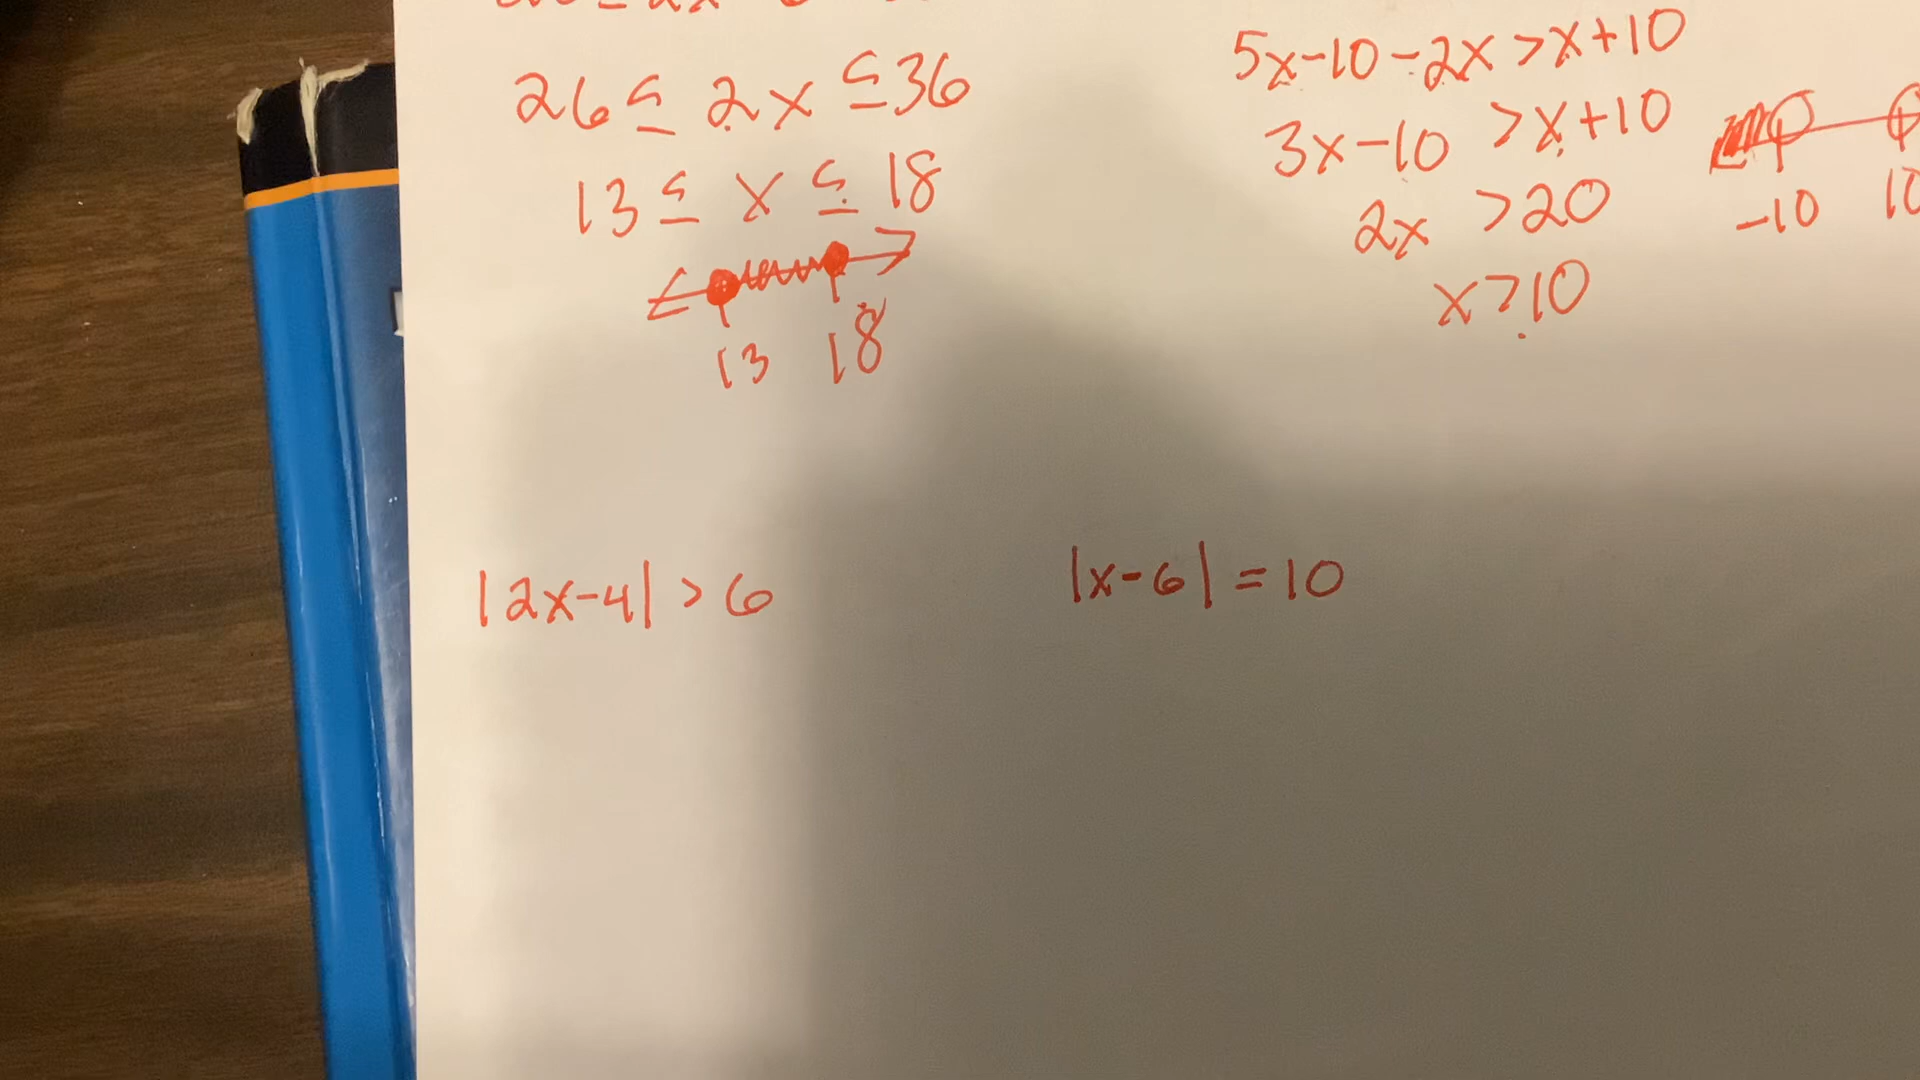 26 ≤ 2x ≤ 36
13 ≤ x ≤ 18
13 18
5x-10-2x > x+10
3x-10 > x+10
2x > 20
x > 10
-10 10
|2x-4| > 6
|x-6| = 10